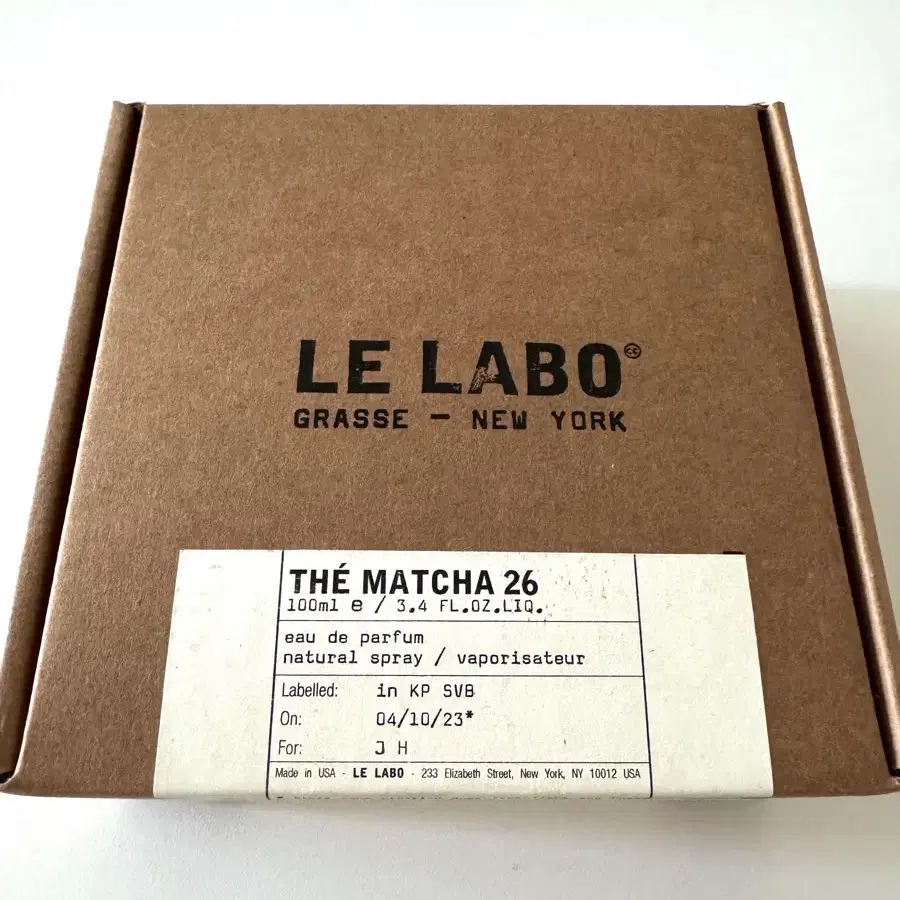 LE LABO
GRASSE — NEW YORK
THÉ MATCHA 26
100ml e / 3.4 FL.OZ.LIQ.
eau de parfum
natural spray / vaporisateur
Labelled: in KP SVB
On: 04/10/23*
For: J H
Made in USA - LE LABO - 233 Elizabeth Street, New York, NY 10012 USA